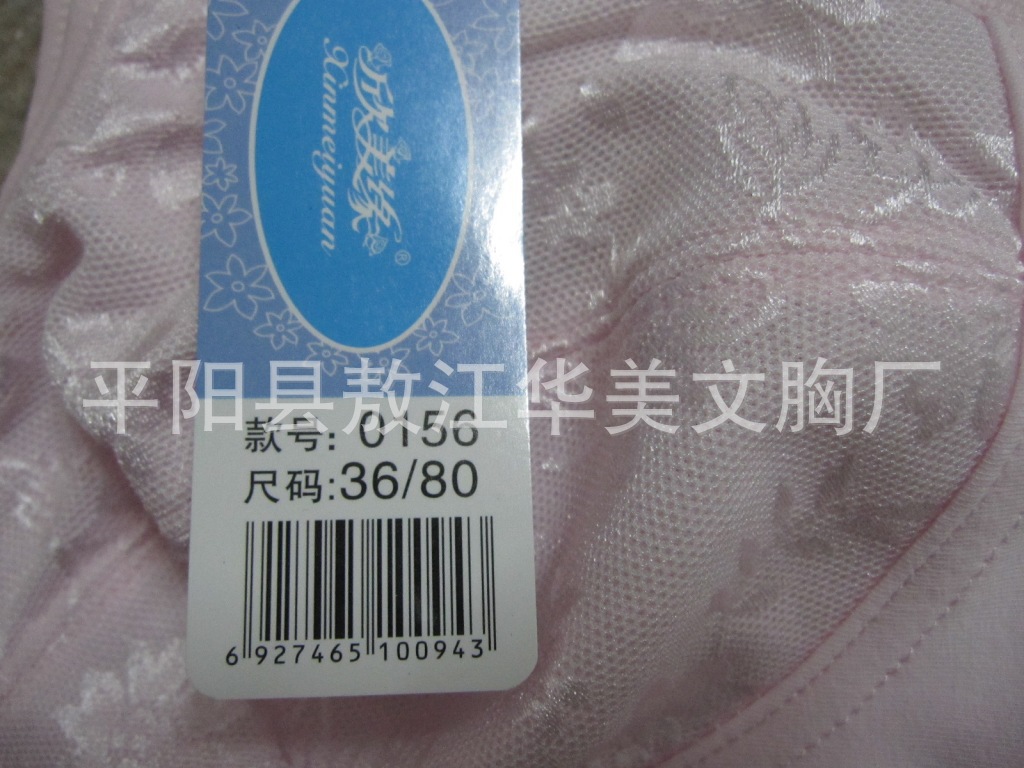 欣美缘®
Xinmeiyuan
平阳县敖江华美文胸厂
款号: 0156
尺码:36/80
6 927465 100943